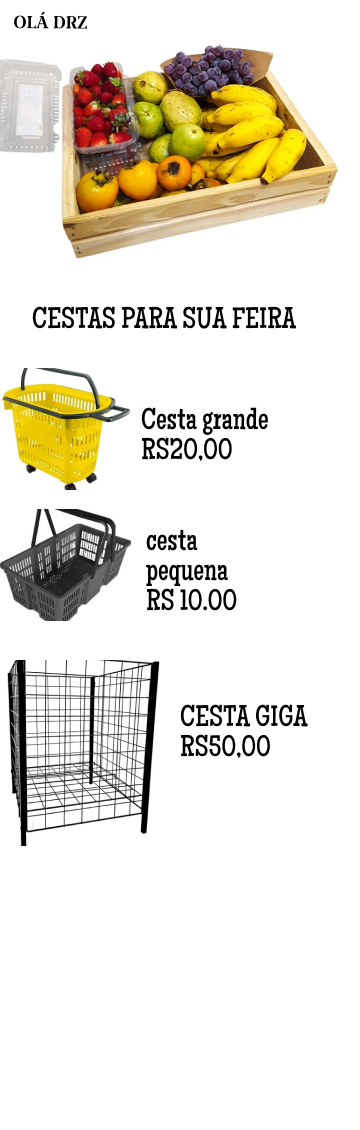 OLÁ DRZ
CESTAS PARA SUA FEIRA
Cesta grande
RS20,00
cesta
pequena
RS 10.00
CESTA GIGA
RS50,00